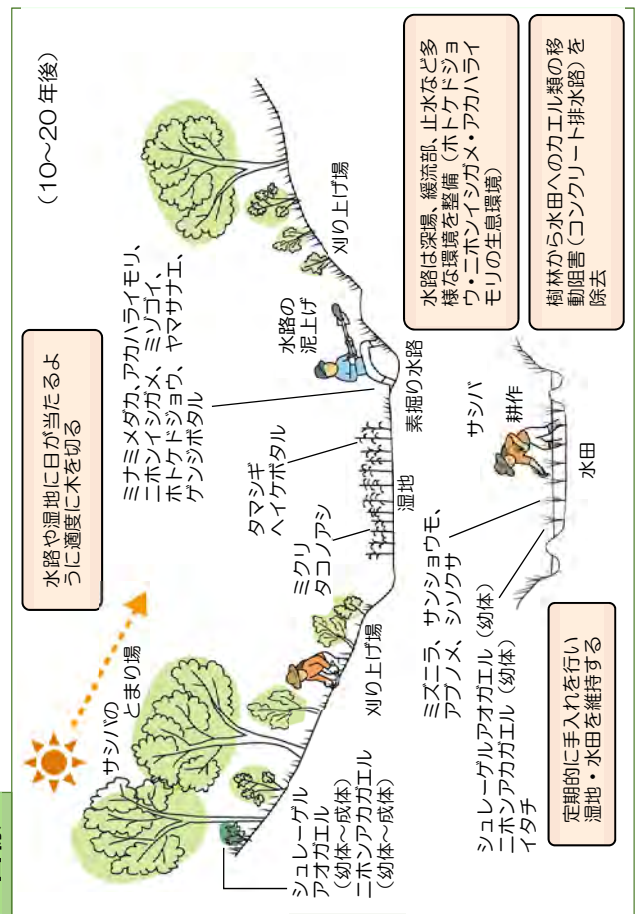 (10～20年後)
水路や湿地に日が当たるよ
うに適度に木を切る
サシバの
とまり場
シュレーゲル
アオガエル
(幼体～成体)
ニホンアカガエル
(幼体～成体)
刈り上げ場
ミクリ
タコノアシ
タマシギ
ヘイケボタル
湿地
ミナミメダカ、アカハライモリ、
ニホンイシガメ、ミゾゴイ、
ホトケドジョウ、ヤマサナエ、
ゲンジボタル
水路の
泥上げ
素掘り水路
刈り上げ場
ミズニラ、サンショウモ、
アブノメ、シソクサ
シュレーゲルアオガエル(幼体)
ニホンアカガエル(幼体)
イタチ
サシバ
耕作
水田
定期的に手入れを行い
湿地・水田を維持する
水路は深場、緩流部、止水など多
様な環境を整備(ホトケドジョ
ウ・ニホンイシガメ・アカハライ
モリの生息環境)
樹林から水田へのカエル類の移
動阻害(コンクリート排水路)を
除去